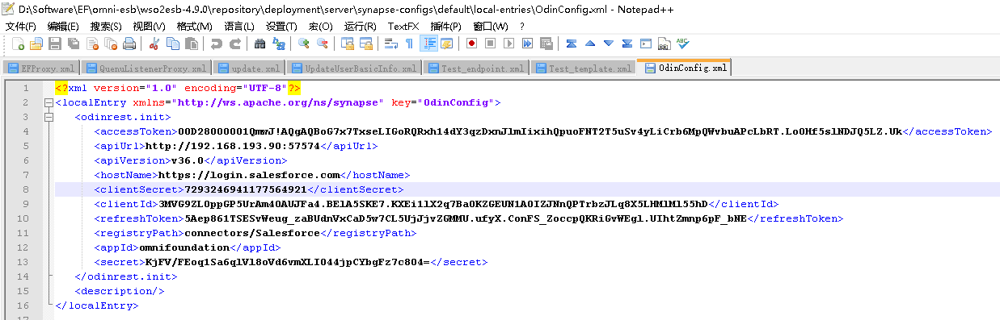 D:\Software\EF\omni-esb\wso2esb-4.9.0\repository\deployment\server\synapse-configs\default\local-entries\OdinConfig.xml - Notepad++
文件(F) 编辑(E) 搜索(S) 视图(V) 格式(M) 语言(L) 设置(T) 宏(O) 运行(R) TextFX 插件(P) 窗口(W) ?
EFProxy.xml QuenuListenerProxy.xml update.xml UpdateUserBasicInfo.xml Test_endpoint.xml Test_template.xml OdinConfig.xml
1 <?xml version="1.0" encoding="UTF-8"?>
2 <localEntry xmlns="http://ws.apache.org/ns/synapse" key="OdinConfig">
3 <odinrest.init>
4 <accessToken>00D28000001QmwJ!AQgAQBoG7x7TxseLIGoRQRxh14dY3qzDxnJlmIixihQpuoFNT2T5uSv4yLiCrb6MpQWvbuAPcLbRT.Lo0Hf5slNDJQ5LZ.Uk</accessToken>
5 <apiUrl>http://192.168.193.90:57574</apiUrl>
6 <apiVersion>v36.0</apiVersion>
7 <hostName>https://login.salesforce.com</hostName>
8 <clientSecret>7293246941177564921</clientSecret>
9 <clientId>3MVG9ZL0ppGP5UrAm40AUJFa4.BElA5SKE7.KXEi1lX2q7Ba0KZGEUN1A0IZJNnQPTrbzJLq8X5LHMlMl55hD</clientId>
10 <refreshToken>5Aep861TSESvWeug_zaBUdnVxCaD5w7CL5UjJjvZGMMU.ufyX.ConFS_ZoccpQKRiGvWEgl.UIhtZmnp6pF_bNE</refreshToken>
11 <registryPath>connectors/Salesforce</registryPath>
12 <appId>omnifoundation</appId>
13 <secret>KjFV/FEoq1Sa6qlVl8oVd6vmXLI044jpCYbgFz7c804=</secret>
14 </odinrest.init>
15 <description/>
16 </localEntry>
17